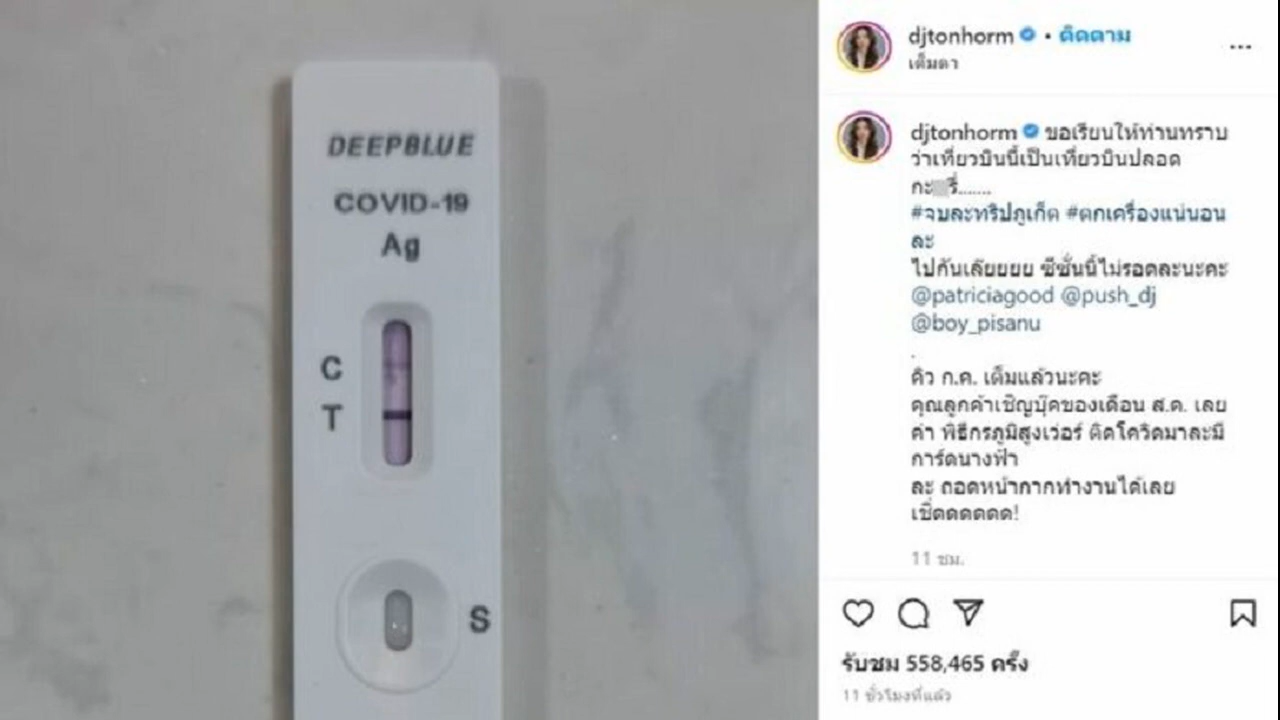 DEEPBLUE
COVID-19
Ag
C
T
S
djtonhorm • ติดตาม
เต็มตา
djtonhorm ขอเรียนให้ท่านทราบ
ว่าเที่ยวบินนี้เป็นเที่ยวบินปลอด
กะ รี่.......
#จบละทริปภูเก็ต #ตกเครื่องแน่นอน
ละ
ไปกันเลียยยย ซีซั่นนี้ไม่รอดละนะคะ
@patriciagood @push_dj
@boy_pisanu
.
คิว ก.ค. เต็มแล้วนะคะ
คุณลูกค้าเชิญบุ๊คของเดือน ส.ค. เลย
ค่า พิธีกรภูมิสูงเว่อร์ ติดโควิดมาละมี
การ์ดนางฟ้า
ละ ถอดหน้ากากทำงานได้เลย
เชิ่ดดดดดด!
11 ชม.
รับชม 558,465 ครั้ง
11 ชั่วโมงที่แล้ว